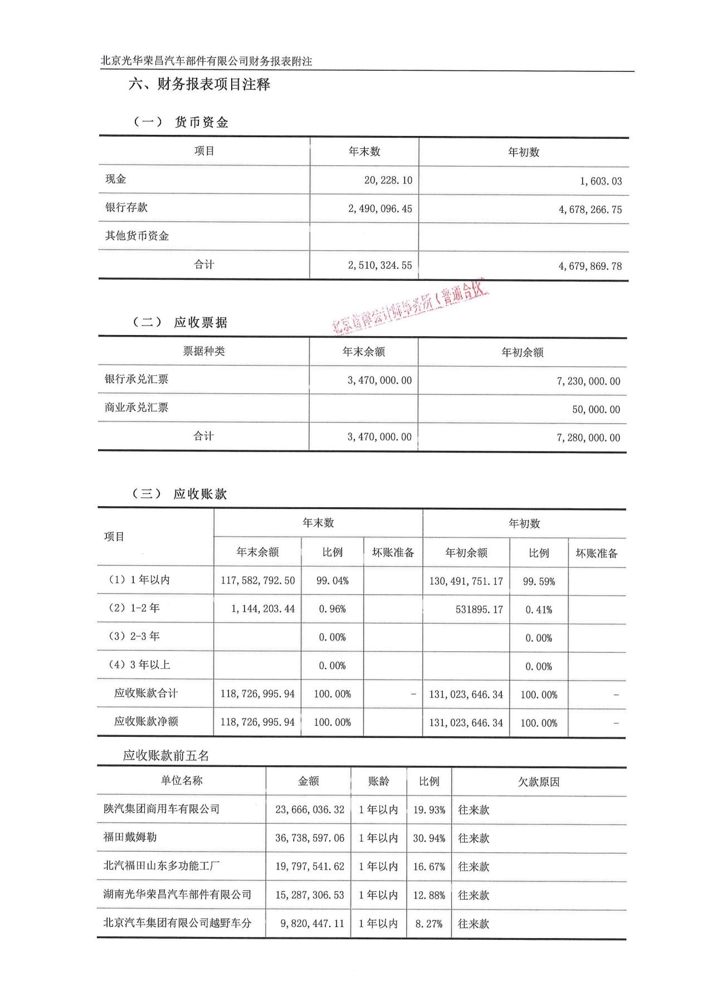 北京光华荣昌汽车部件有限公司财务报表附注
六、财务报表项目注释
（一） 货币资金
项目 年末数 年初数
现金 20,228.10 1,603.03
银行存款 2,490,096.45 4,678,266.75
其他货币资金
合计 2,510,324.55 4,679,869.78
会计师事务所（普通合伙
（二） 应收票据
票据种类 年末余额 年初余额
银行承兑汇票 3,470,000.00 7,230,000.00
商业承兑汇票 50,000.00
合计 3,470,000.00 7,280,000.00
（三） 应收账款
项目 年末数 年初数
年末余额 比例 坏账准备 年初余额 比例 坏账准备
（1）1 年以内 117,582,792.50 99.04% 130,491,751.17 99.59%
（2）1-2 年 1,144,203.44 0.96% 531895.17 0.41%
（3）2-3 年 0.00% 0.00%
（4）3 年以上 0.00% 0.00%
应收账款合计 118,726,995.94 100.00% - 131,023,646.34 100.00% -
应收账款净额 118,726,995.94 100.00% 131,023,646.34 100.00% -
应收账款前五名
单位名称 金额 账龄 比例 欠款原因
陕汽集团商用车有限公司 23,666,036.32 1 年以内 19.93% 往来款
福田戴姆勒 36,738,597.06 1 年以内 30.94% 往来款
北汽福田山东多功能工厂 19,797,541.62 1 年以内 16.67% 往来款
湖南光华荣昌汽车部件有限公司 15,287,306.53 1 年以内 12.88% 往来款
北京汽车集团有限公司越野车分 9,820,447.11 1 年以内 8.27% 往来款